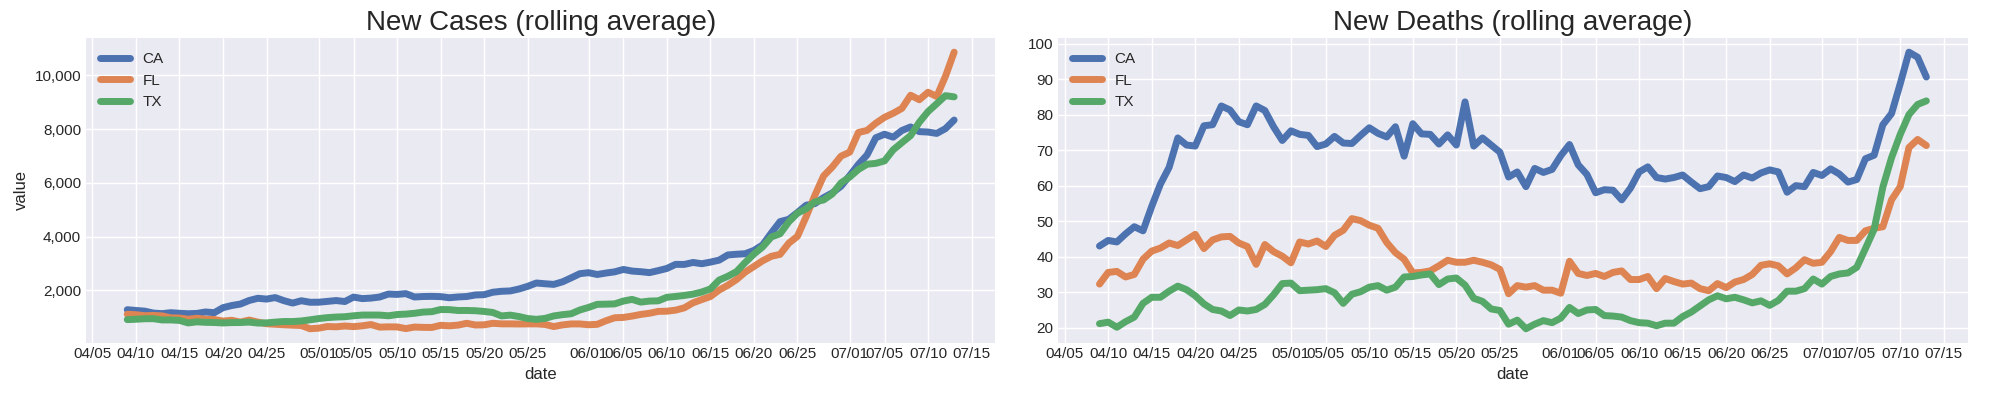 New Cases (rolling average)
CA
FL
TX
10,000
8,000
6,000
4,000
2,000
value
04/05 04/10 04/15 04/20 04/25 05/01 05/05 05/10 05/15 05/20 05/25 06/01 06/05 06/10 06/15 06/20 06/25 07/01 07/05 07/10 07/15
date
New Deaths (rolling average)
CA
FL
TX
100
90
80
70
60
50
40
30
20
04/05 04/10 04/15 04/20 04/25 05/01 05/05 05/10 05/15 05/20 05/25 06/01 06/05 06/10 06/15 06/20 06/25 07/01 07/05 07/10 07/15
date